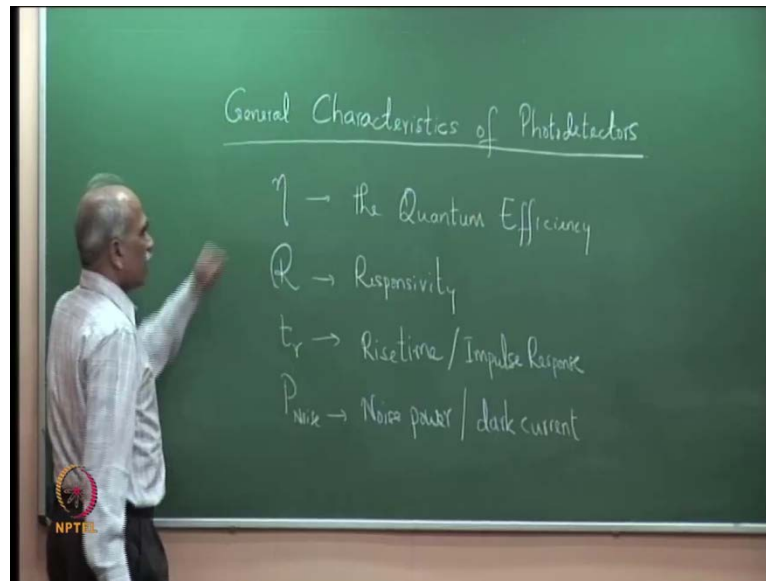 General Characteristics of Photodetectors
η → the Quantum Efficiency
R → Responsivity
tr → Risetime / Impulse Response
PNoise → Noise power / dark current
NPTEL